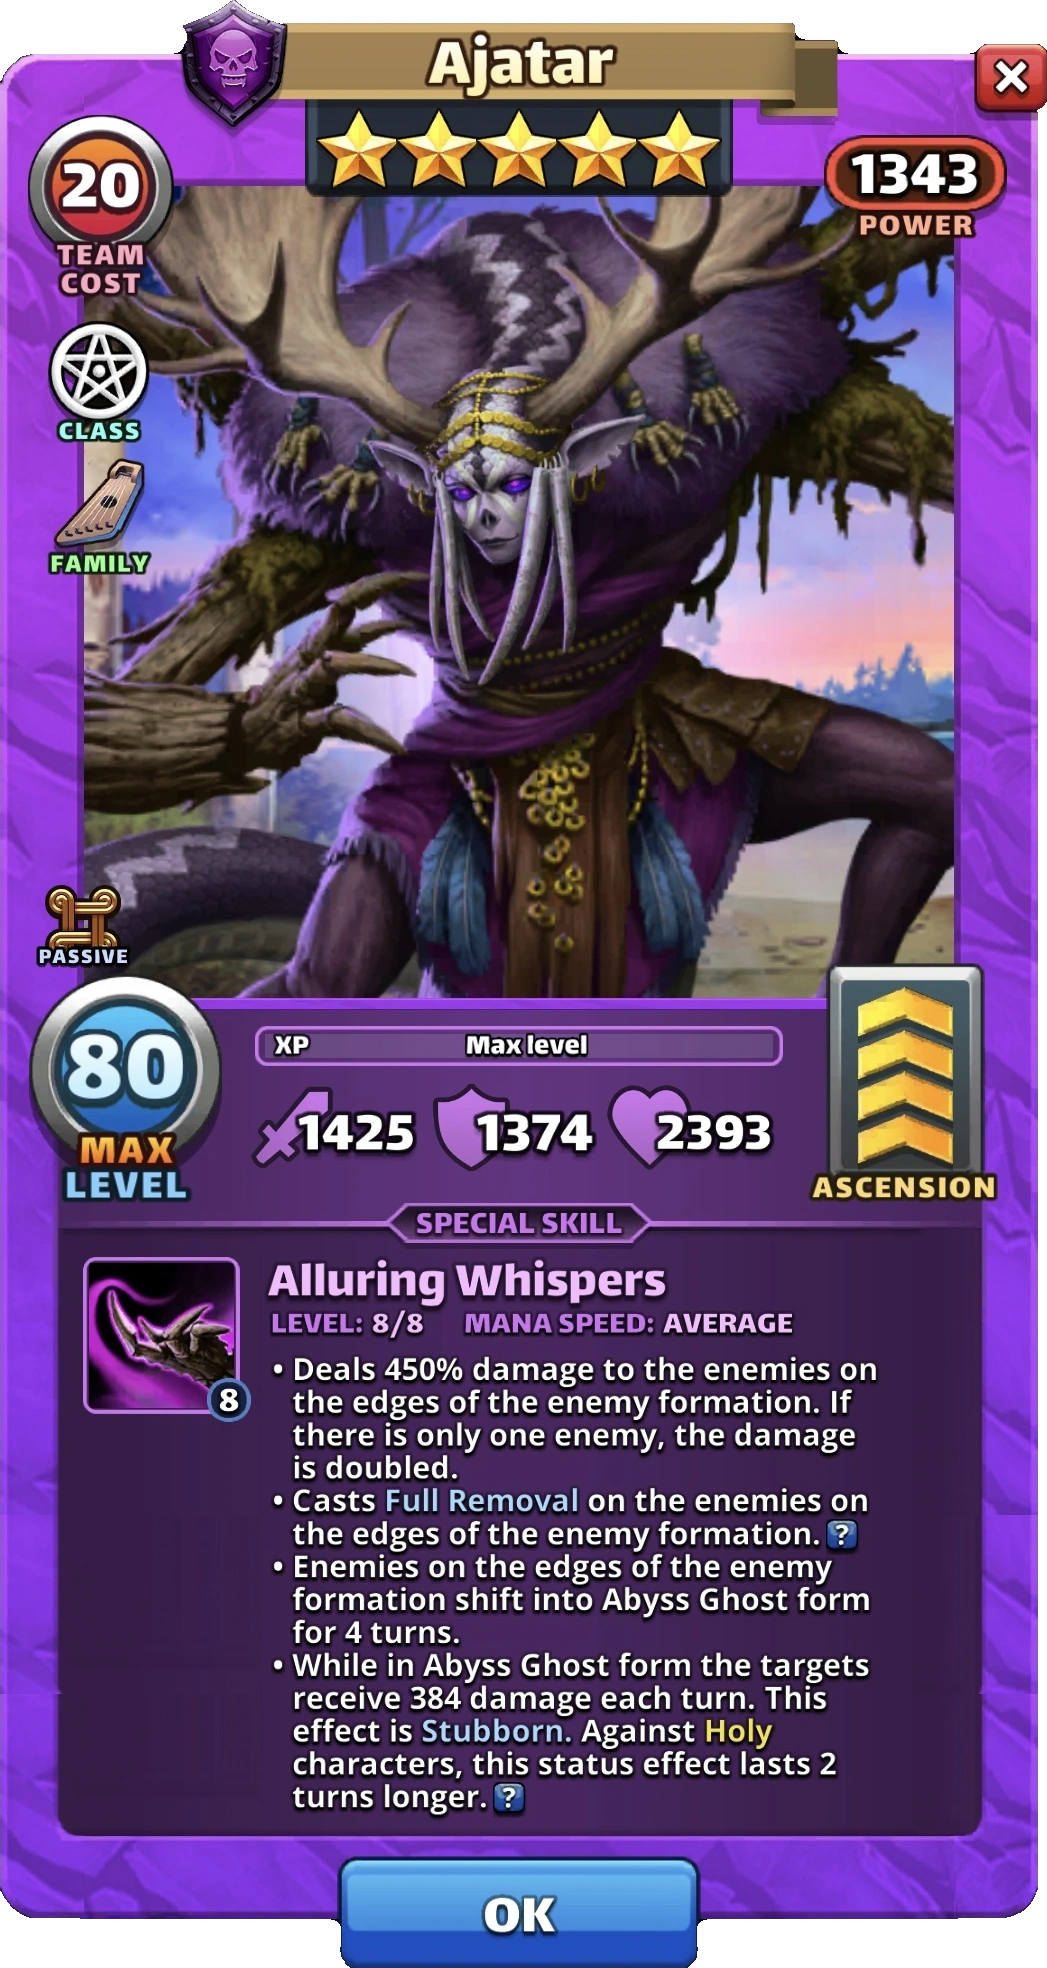 Ajatar
20
TEAM
COST
1343
POWER
CLASS
FAMILY
PASSIVE
80
MAX
LEVEL
XP
Max level
1425
1374
2393
ASCENSION
SPECIAL SKILL
Alluring Whispers
LEVEL: 8/8 MANA SPEED: AVERAGE
8
• Deals 450% damage to the enemies on
the edges of the enemy formation. If
there is only one enemy, the damage
is doubled.
• Casts Full Removal on the enemies on
the edges of the enemy formation. ?
• Enemies on the edges of the enemy
formation shift into Abyss Ghost form
for 4 turns.
• While in Abyss Ghost form the targets
receive 384 damage each turn. This
effect is Stubborn. Against Holy
characters, this status effect lasts 2
turns longer. ?
OK